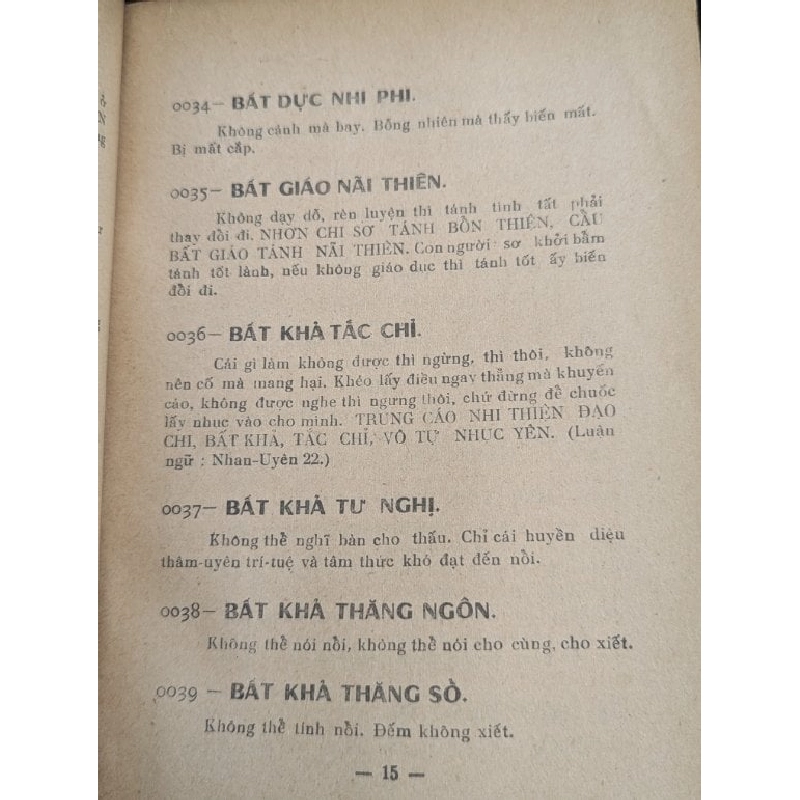 0034— BẤT DỰC NHI PHI.
Không cánh mà bay. Bỗng nhiên mà thấy biến mất.
Bị mất cắp.
0035— BẤT GIÁO NÃI THIÊN.
Không dạy dỗ, rèn luyện thì tánh tình tất phải
thay đổi đi. NHƠN CHI SƠ TÁNH BỔN THIỆN, CẨU
BẤT GIÁO TÁNH NÃI THIÊN. Con người sơ khởi bẩm
tánh tốt lành, nếu không giáo dục thì tánh tốt ấy biến
đổi đi.
0036— BẤT KHẢ TẮC CHỈ.
Cái gì làm không được thì ngừng, thì thôi, không
nên cố mà mang hại. Khéo lấy điều ngay thẳng mà khuyến
cáo, không được nghe thì ngưng thôi, chứ đừng để chuốc
lấy nhục vào cho mình. TRUNG CÁO NHI THIỆN ĐẠO
CHI, BẤT KHẢ, TẮC CHỈ, VÔ TỰ NHỤC YÊN. (Luận
ngữ : Nhan-Uyên 22.)
0037— BẤT KHẢ TƯ NGHỊ.
Không thể nghĩ bàn cho thấu. Chỉ cái huyền diệu
thâm-uyên trí-tuệ và tâm thức khó đạt đến nổi.
0038— BẤT KHẢ THĂNG NGÔN.
Không thể nói nổi, không thể nói cho cùng, cho xiết.
0039 — BẤT KHẢ THĂNG SỔ.
Không thể tính nổi. Đếm không xiết.
— 15 —